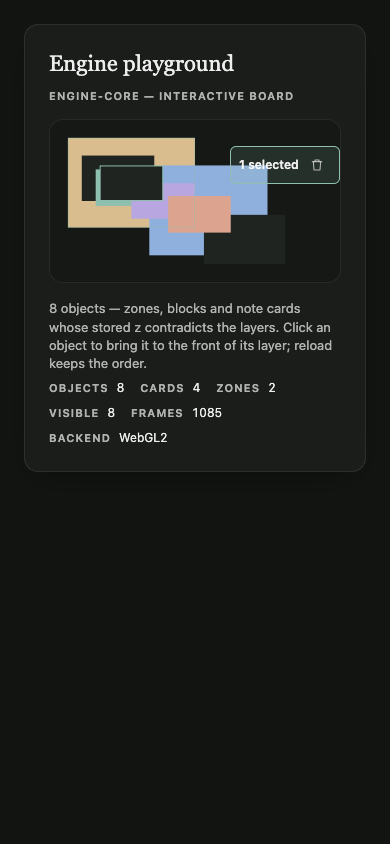 Engine playground
ENGINE-CORE — INTERACTIVE BOARD
1 selected
8 objects — zones, blocks and note cards
whose stored z contradicts the layers. Click an
object to bring it to the front of its layer; reload
keeps the order.
OBJECTS 8 CARDS 4 ZONES 2
VISIBLE 8 FRAMES 1085
BACKEND WebGL2